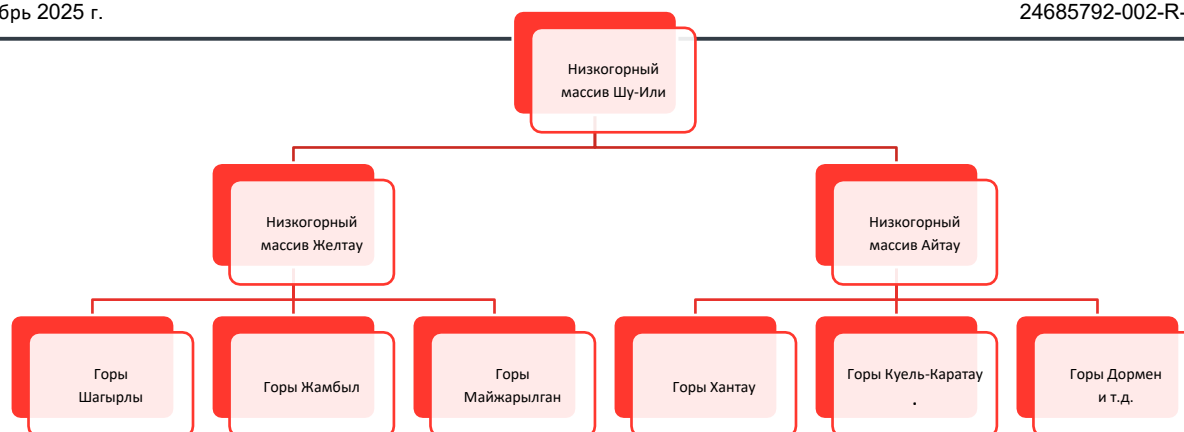 брь 2025 г.
24685792-002-R-
Низкогорный
массив Шу-Или
Низкогорный
массив Желтау
Низкогорный
массив Айтау
Горы
Шагырлы
Горы Жамбыл
Горы
Майжарылган
Горы Хантау
Горы Куель-Каратау
.
Горы Дормен
и т.д.